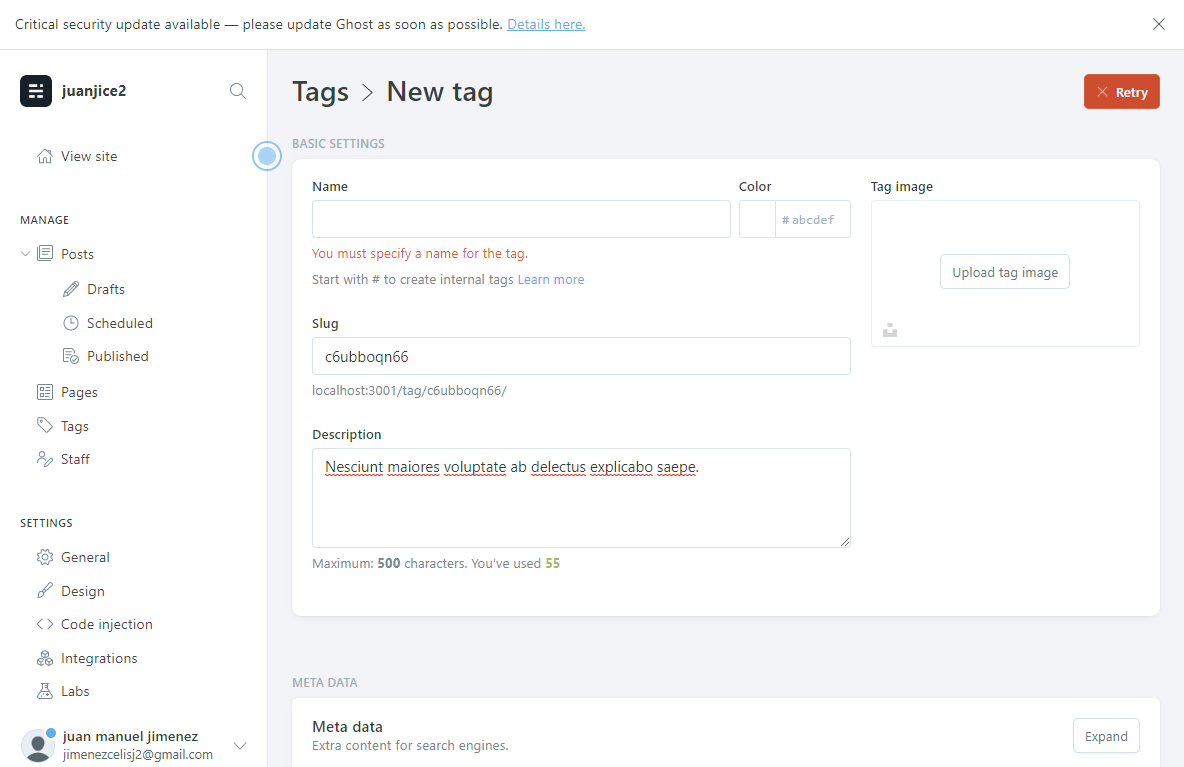 Critical security update available — please update Ghost as soon as possible. Details here.
juanjice2
Tags > New tag
Retry
BASIC SETTINGS
View site
Name
Color
Tag image
# abcdef
MANAGE
You must specify a name for the tag.
Posts
Upload tag image
Start with # to create internal tags Learn more
Drafts
Slug
Scheduled
c6ubboqn66
Published
localhost:3001/tag/c6ubboqn66/
Pages
Tags
Description
Staff
Nesciunt maiores voluptate ab delectus explicabo saepe.
SETTINGS
General
Maximum: 500 characters. You've used 55
Design
Code injection
Integrations
META DATA
Labs
Meta data
Extra content for search engines.
Expand
juan manuel jimenez
jimenezcelisj2@gmail.com